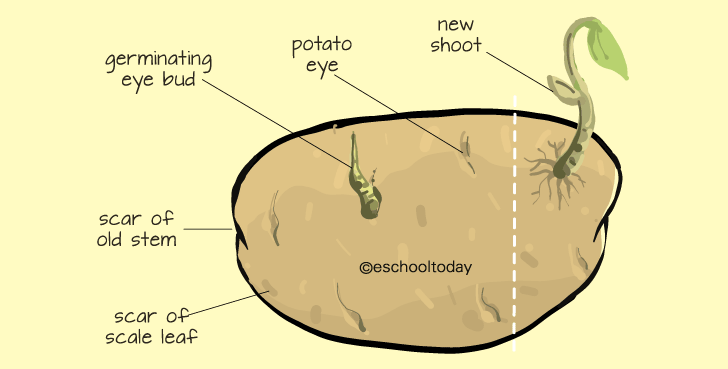 new
shoot
potato
eye
germinating
eye bud
scar of
old stem
©eschooltoday
scar of
scale leaf